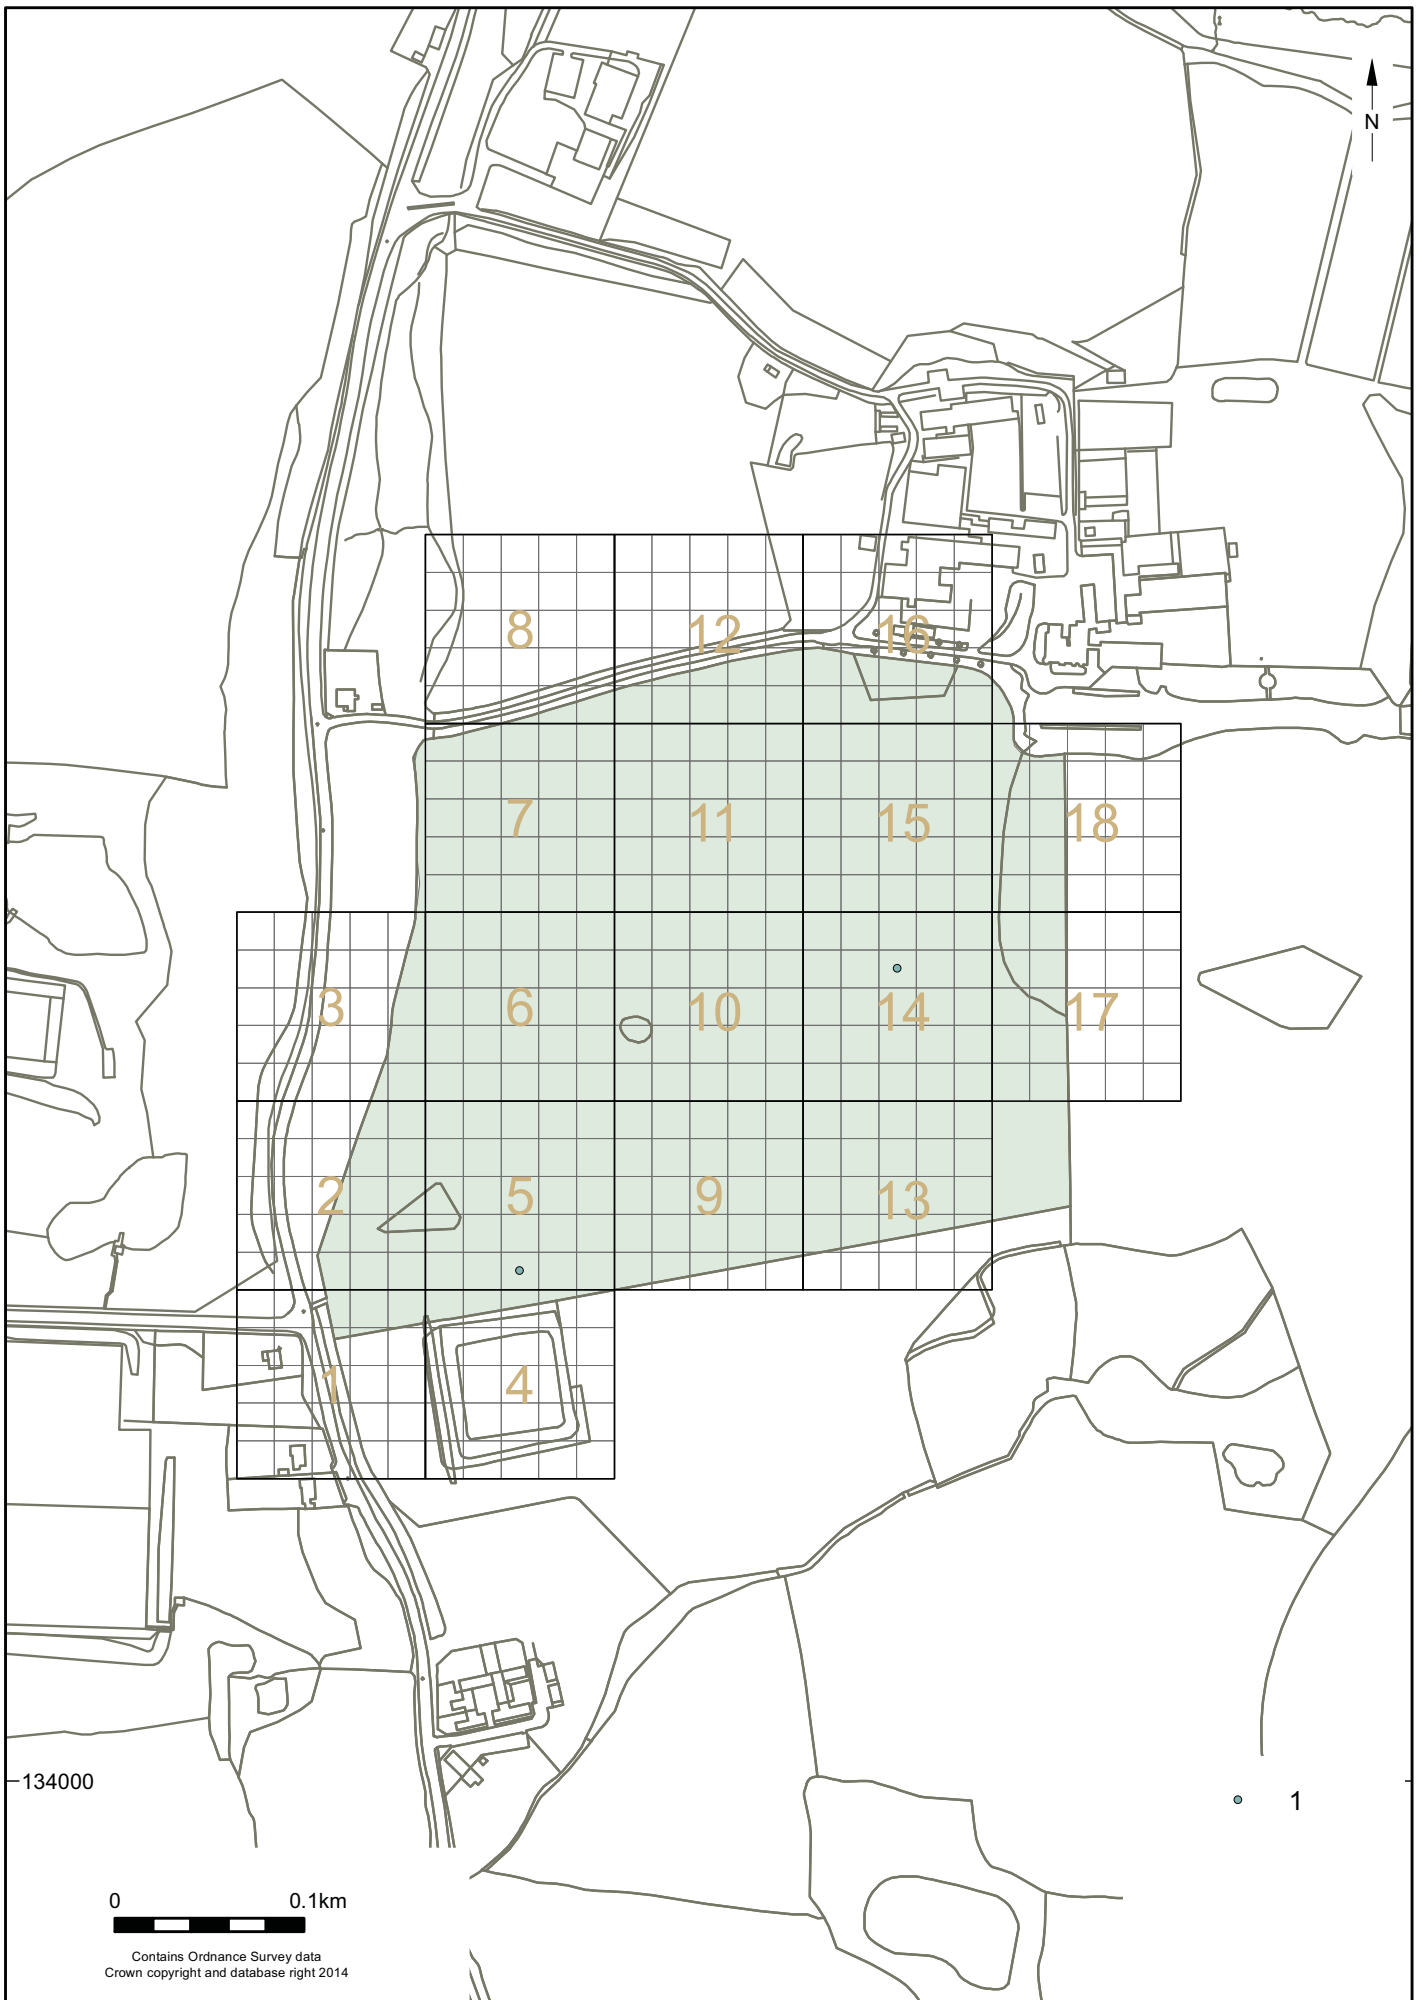 N
8 12 16
7 11 15 18
3 6 10 14 17
2 5 9 13
1 4
134000
1
0 0.1km
Contains Ordnance Survey data
Crown copyright and database right 2014